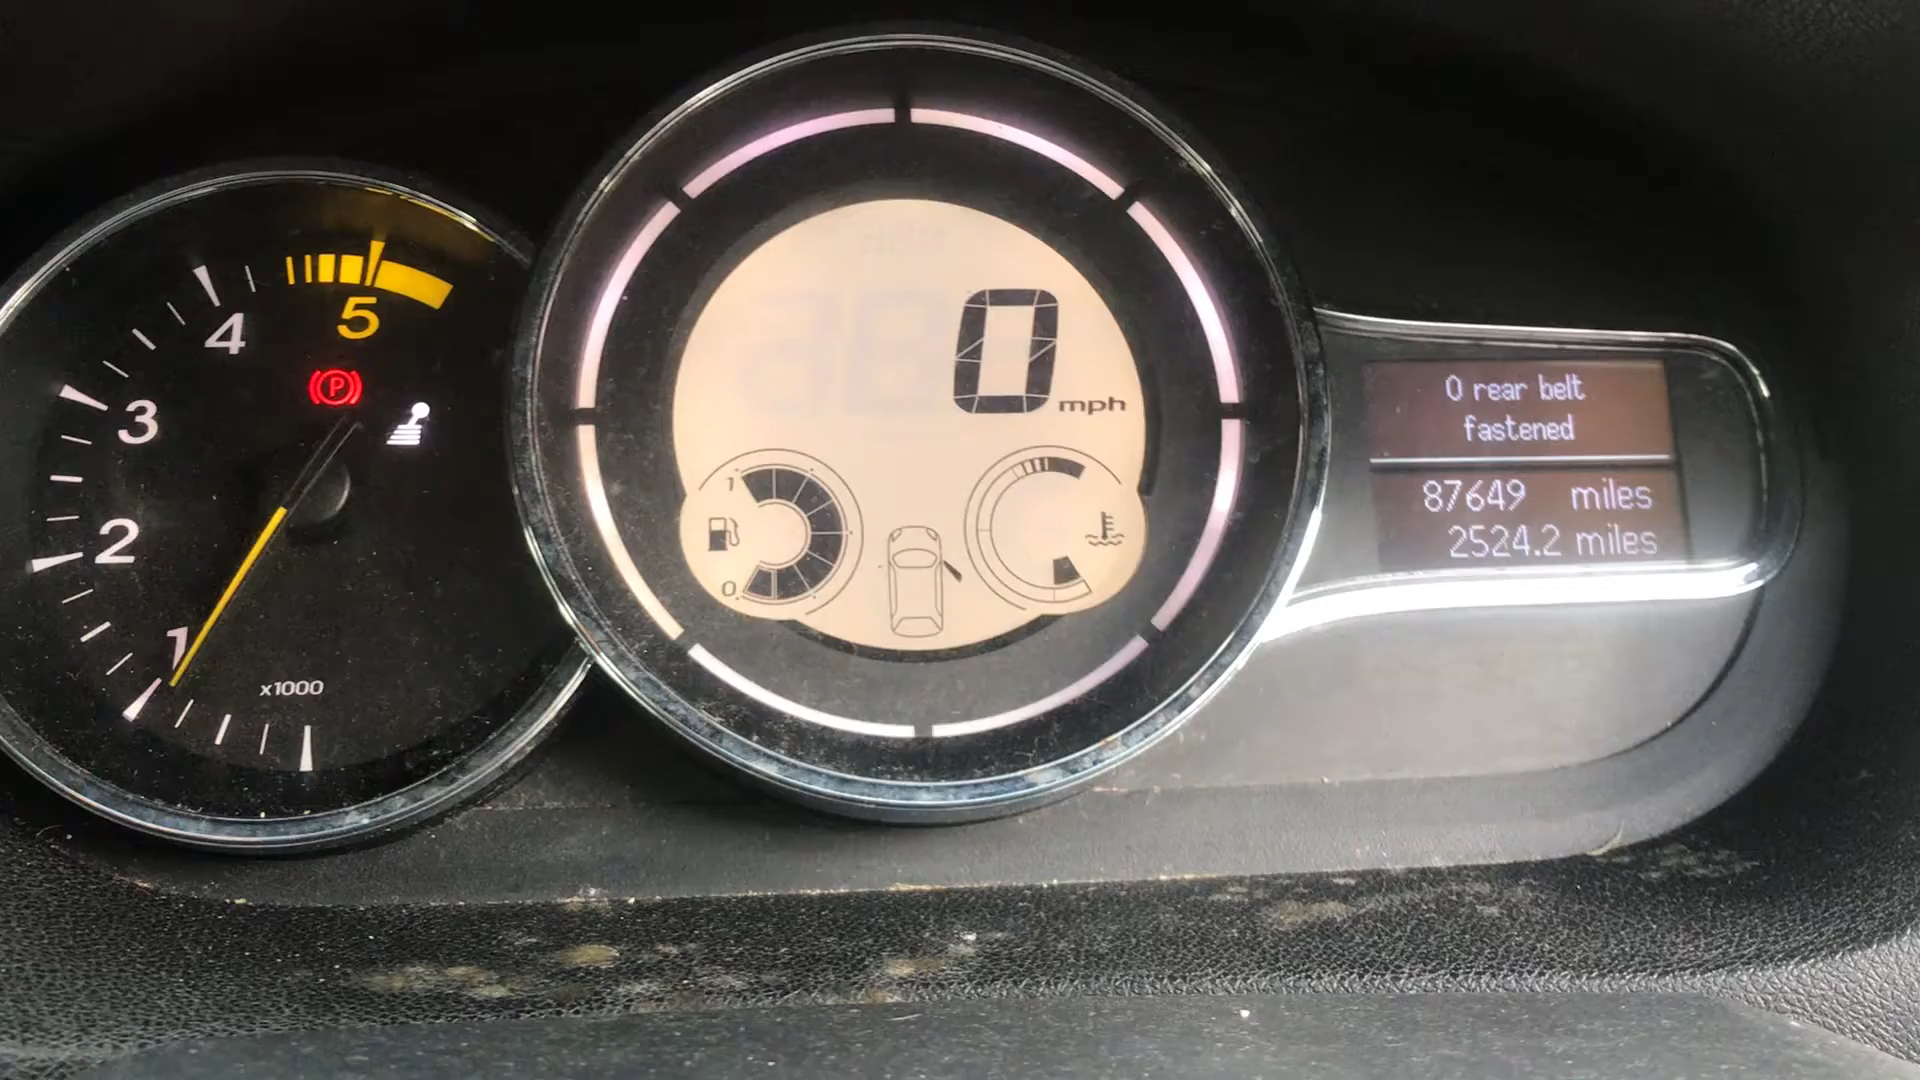 5
4
3
2
1
x1000
P
0
mph
1
0
0 rear belt
fastened
87649 miles
2524.2 miles